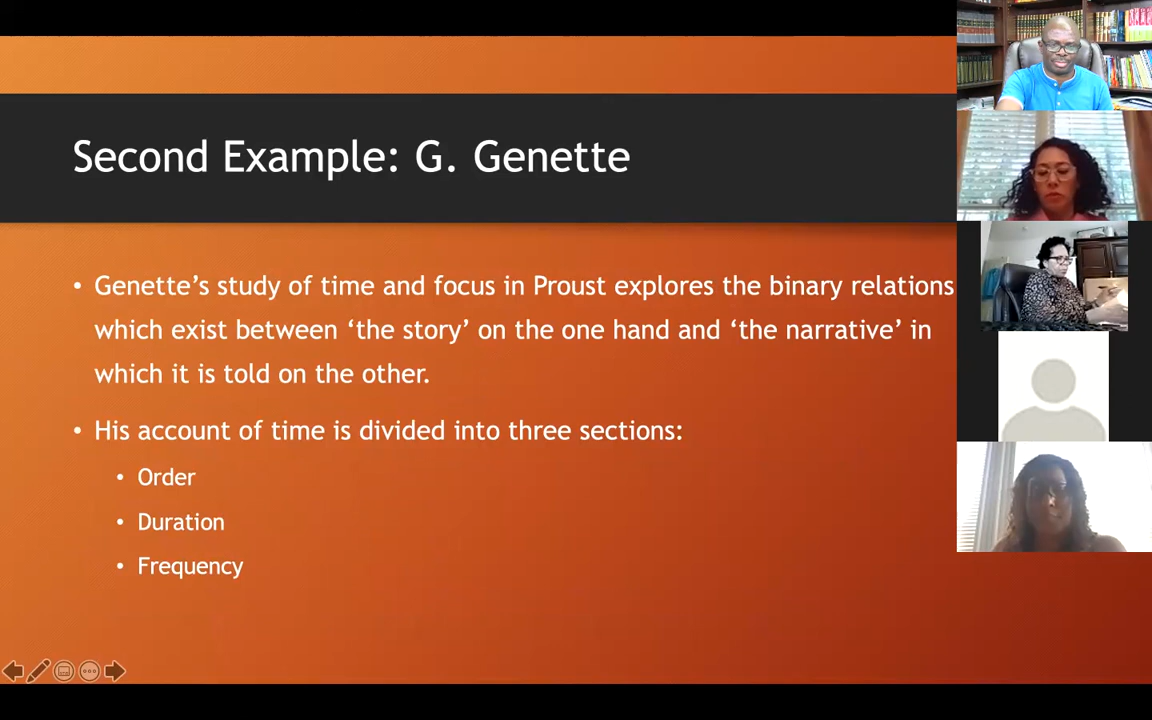 Second Example: G. Genette
• Genette’s study of time and focus in Proust explores the binary relations
which exist between ‘the story’ on the one hand and ‘the narrative’ in
which it is told on the other.
• His account of time is divided into three sections:
• Order
• Duration
• Frequency